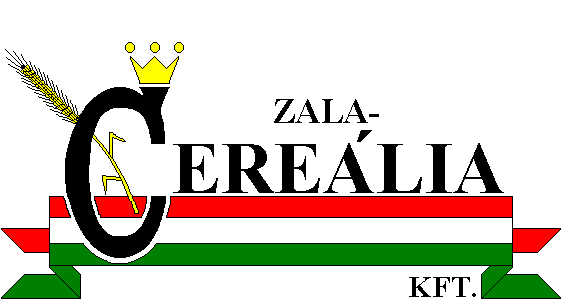 ZALA-
CEREÁLIA
KFT.